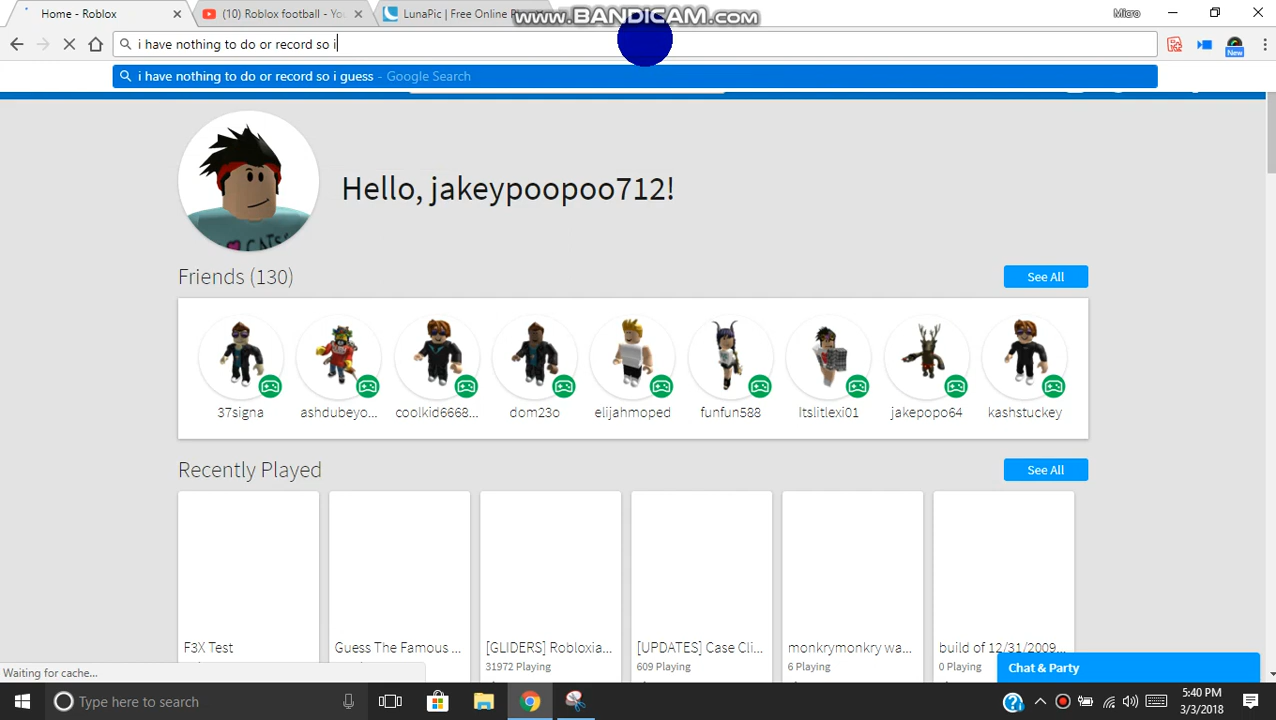 www.BANDICAM.com
Home - Roblox
(10) Roblox football - Yo
LunaPic | Free Online P
Micro
i have nothing to do or record so i
New
i have nothing to do or record so i guess - Google Search
Hello, jakeypoopoo712!
Friends (130)
See All
37signa
ashdubeyo...
coolkid6668...
dom23o
elijahmoped
funfun588
Itslitlexi01
jakepopo64
kashstuckey
Recently Played
See All
F3X Test
Guess The Famous ...
[GLIDERS] Robloxia...
[UPDATES] Case Cli...
monkrymonkry wa...
build of 12/31/2009...
31972 Playing
609 Playing
6 Playing
0 Playing
Chat & Party
Waiting for cache...
Type here to search
5:40 PM
3/3/2018